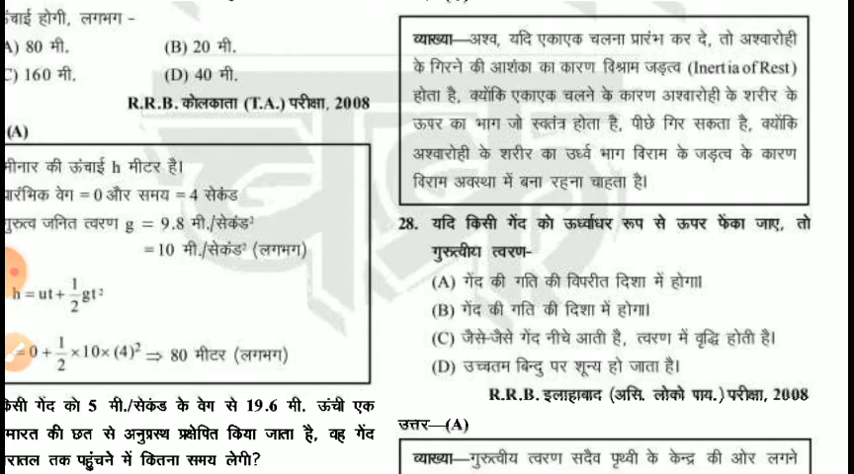 ंचाई होगी, लगभग -
A) 80 मी. (B) 20 मी.
C) 160 मी. (D) 40 मी.
R.R.B. कोलकाता (T.A.) परीक्षा, 2008
(A)
मीनार की ऊंचाई h मीटर है।
प्रारंभिक वेग = 0 और समय = 4 सेकंड
गुरुत्व जनित त्वरण g = 9.8 मी./सेकंड²
= 10 मी./सेकंड² (लगभग)
h = ut + 1/2 gt²
= 0 + 1/2 × 10 × (4)² ⇒ 80 मीटर (लगभग)
किसी गेंद को 5 मी./सेकंड के वेग से 19.6 मी. ऊंची एक
मारत की छत से अनुप्रस्थ प्रक्षेपित किया जाता है, वह गेंद
रातल तक पहुंचने में कितना समय लेगी?
व्याख्या—अश्व, यदि एकाएक चलना प्रारंभ कर दे, तो अश्वारोही
के गिरने की आशंका का कारण विश्राम जड़त्व (Inertia of Rest)
होता है, क्योंकि एकाएक चलने के कारण अश्वारोही के शरीर के
ऊपर का भाग जो स्वतंत्र होता है, पीछे गिर सकता है, क्योंकि
अश्वारोही के शरीर का उर्ध्व भाग विराम के जड़त्व के कारण
विराम अवस्था में बना रहना चाहता है।
28. यदि किसी गेंद को ऊर्ध्वाधर रूप से ऊपर फेंका जाए, तो
गुरुत्वीय त्वरण-
(A) गेंद की गति की विपरीत दिशा में होगा।
(B) गेंद की गति की दिशा में होगा।
(C) जैसे-जैसे गेंद नीचे आती है, त्वरण में वृद्धि होती है।
(D) उच्चतम बिन्दु पर शून्य हो जाता है।
R.R.B. इलाहाबाद (असि. लोको पाय.) परीक्षा, 2008
उत्तर—(A)
व्याख्या—गुरुत्वीय त्वरण सदैव पृथ्वी के केन्द्र की ओर लगने